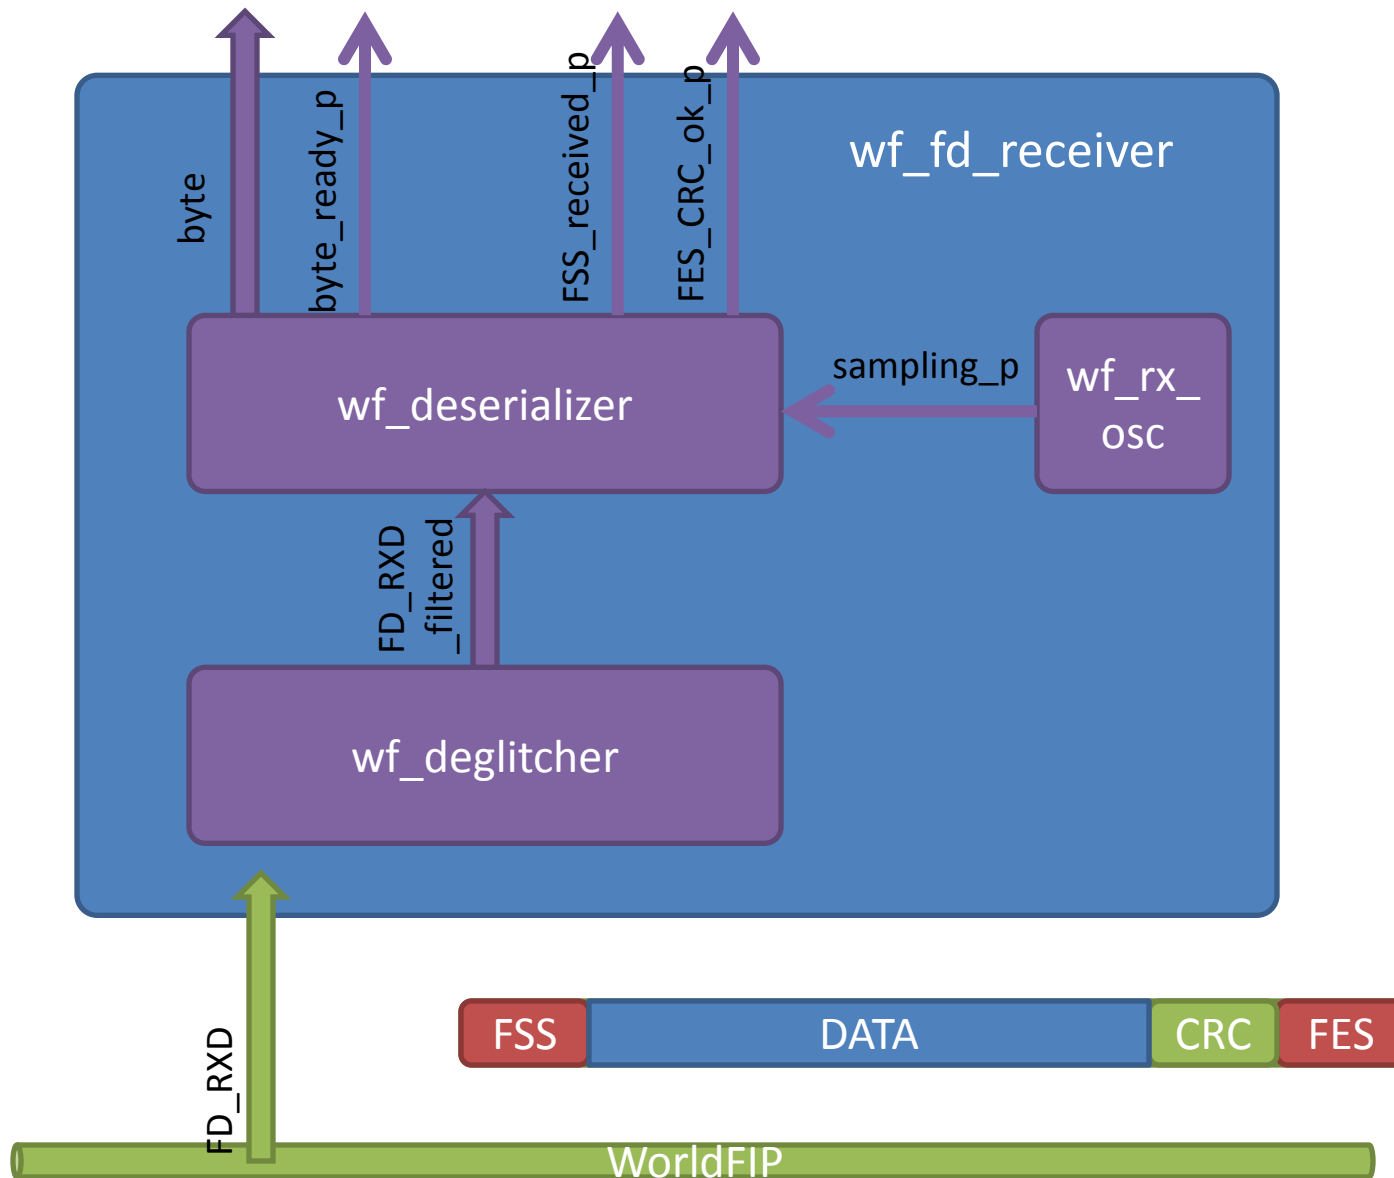 byte
byte_ready_p
FSS_received_p
FES_CRC_ok_p
wf_fd_receiver
wf_deserializer
sampling_p
wf_rx_
osc
FD_RXD
_filtered
wf_deglitcher
FD_RXD
FSS
DATA
CRC
FES
WorldFIP